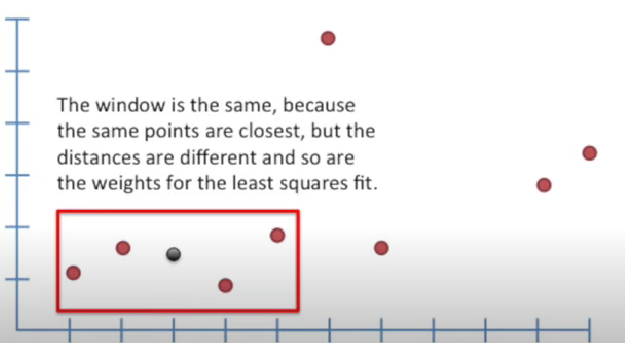 The window is the same, because
the same points are closest, but the
distances are different and so are
the weights for the least squares fit.